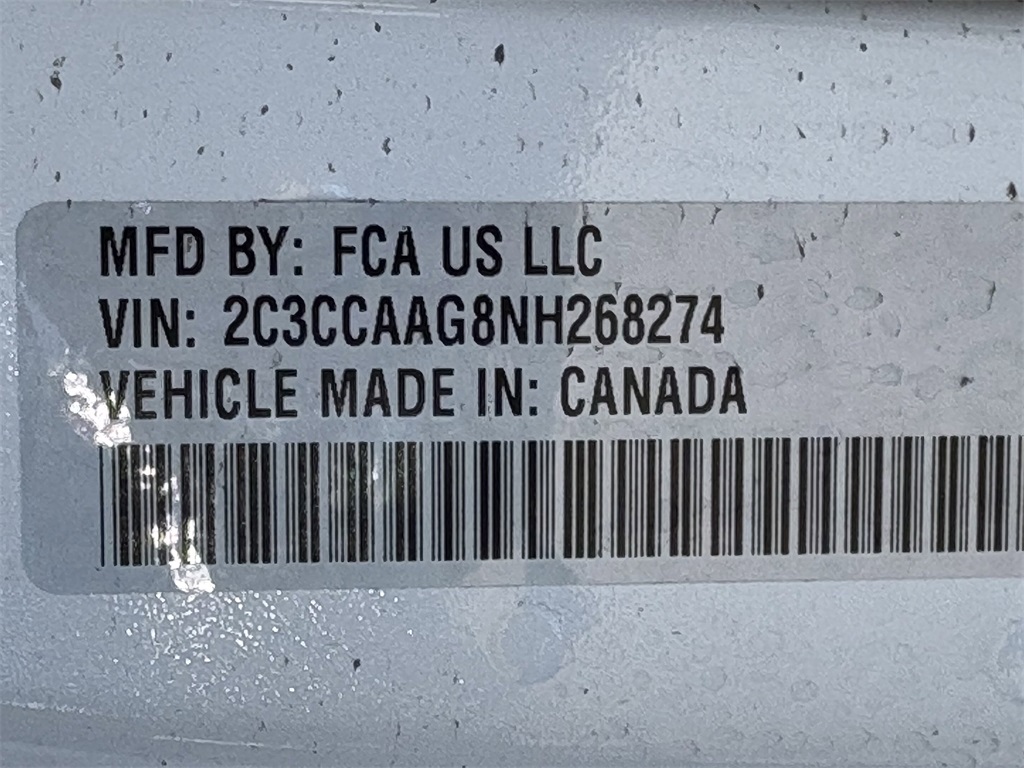 MFD BY: FCA US LLC
VIN: 2C3CCAAG8NH268274
VEHICLE MADE IN: CANADA